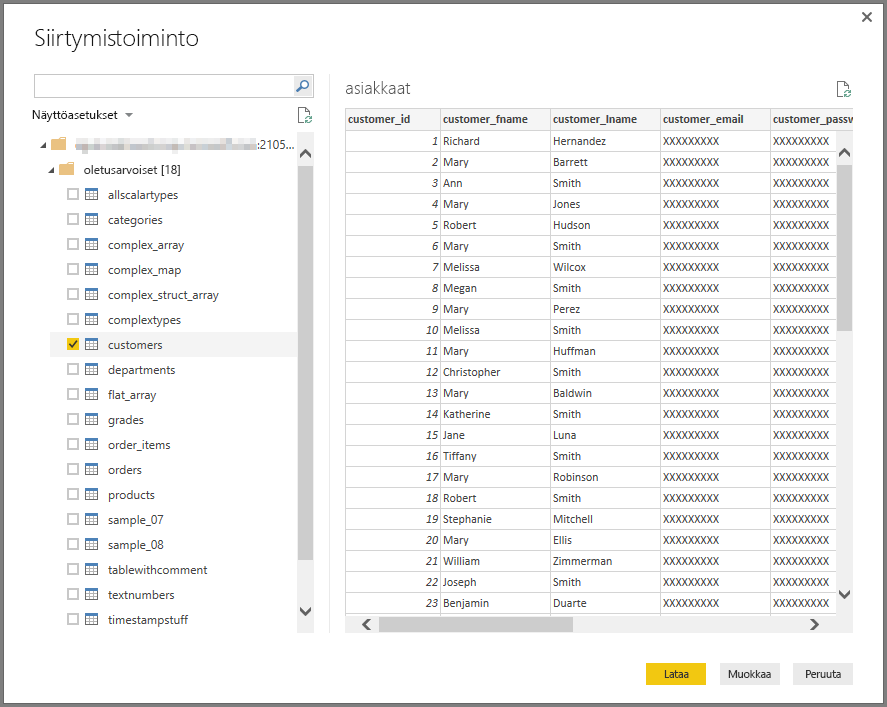 Siirtymistoiminto
Näyttöasetukset
:2105...
oletusarvoiset [18]
allscalartypes
categories
complex_array
complex_map
complex_struct_array
complextypes
customers
departments
flat_array
grades
order_items
orders
products
sample_07
sample_08
tablewithcomment
textnumbers
timestampstuff
asiakkaat
customer_id customer_fname customer_lname customer_email customer_passw
1 Richard Hernandez XXXXXXXXX XXXXXXXXX
2 Mary Barrett XXXXXXXXX XXXXXXXXX
3 Ann Smith XXXXXXXXX XXXXXXXXX
4 Mary Jones XXXXXXXXX XXXXXXXXX
5 Robert Hudson XXXXXXXXX XXXXXXXXX
6 Mary Smith XXXXXXXXX XXXXXXXXX
7 Melissa Wilcox XXXXXXXXX XXXXXXXXX
8 Megan Smith XXXXXXXXX XXXXXXXXX
9 Mary Perez XXXXXXXXX XXXXXXXXX
10 Melissa Smith XXXXXXXXX XXXXXXXXX
11 Mary Huffman XXXXXXXXX XXXXXXXXX
12 Christopher Smith XXXXXXXXX XXXXXXXXX
13 Mary Baldwin XXXXXXXXX XXXXXXXXX
14 Katherine Smith XXXXXXXXX XXXXXXXXX
15 Jane Luna XXXXXXXXX XXXXXXXXX
16 Tiffany Smith XXXXXXXXX XXXXXXXXX
17 Mary Robinson XXXXXXXXX XXXXXXXXX
18 Robert Smith XXXXXXXXX XXXXXXXXX
19 Stephanie Mitchell XXXXXXXXX XXXXXXXXX
20 Mary Ellis XXXXXXXXX XXXXXXXXX
21 William Zimmerman XXXXXXXXX XXXXXXXXX
22 Joseph Smith XXXXXXXXX XXXXXXXXX
23 Benjamin Duarte XXXXXXXXX XXXXXXXXX
Lataa Muokkaa Peruuta